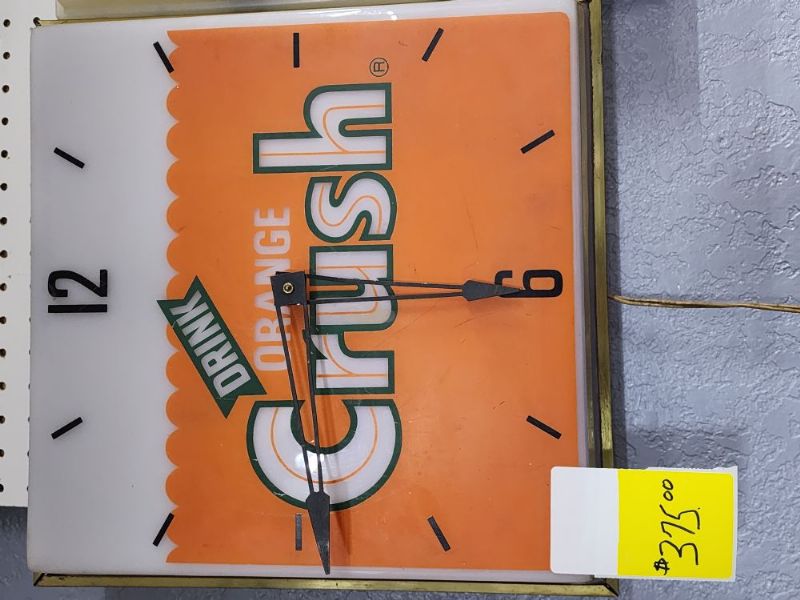 12
DRINK
ORANGE
Crush®
6
$375.00